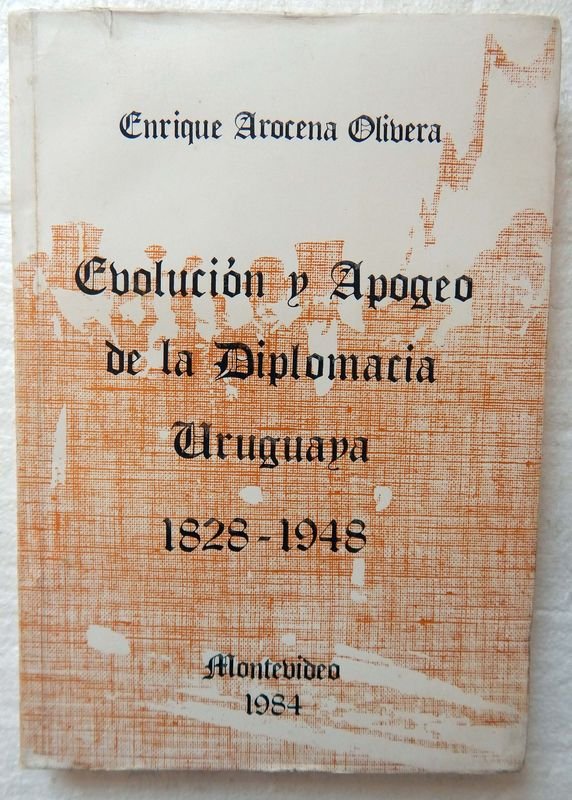 Enrique Arocena Olivera
Evolución y Apogeo
de la Diplomacia
Uruguaya
1828-1948
Montevideo
1984